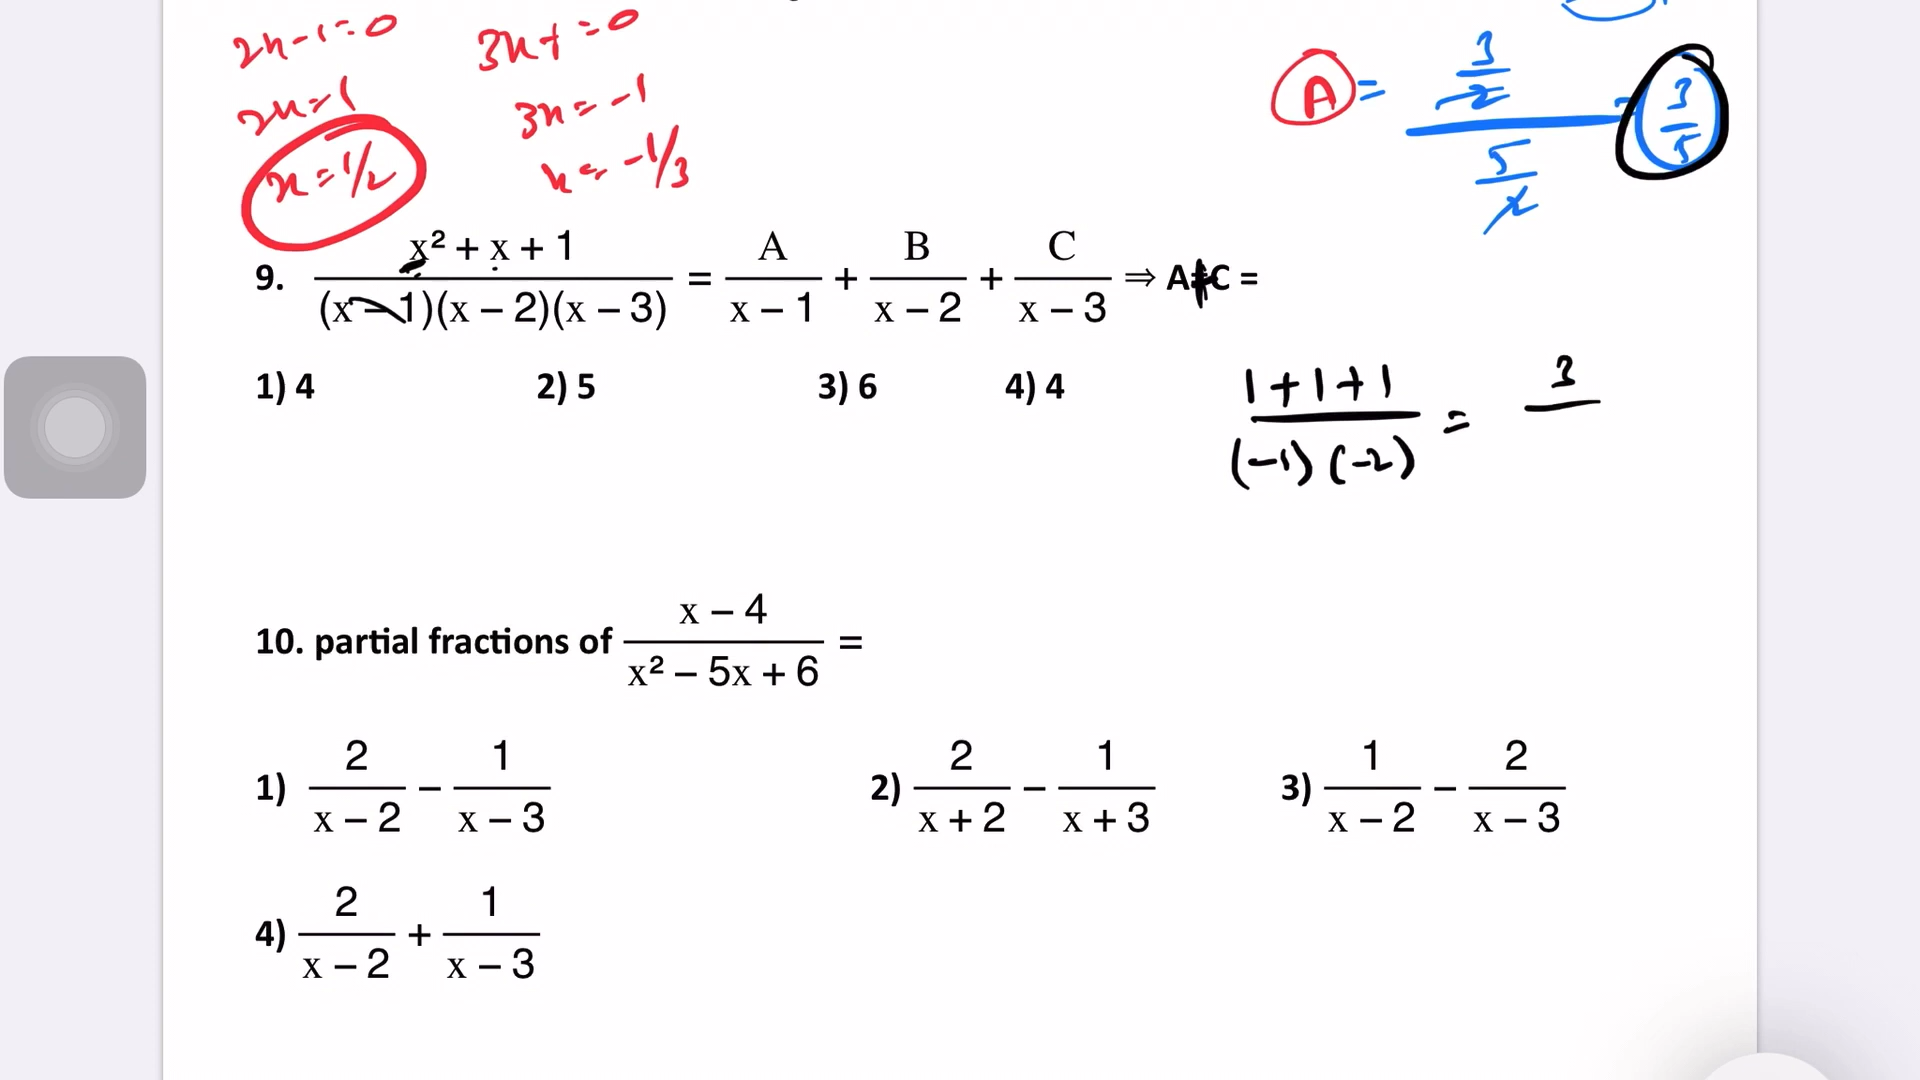 2x-1=0 3x+ =0
2x=1 3x=-1
x=1/2 x=-1/3
A = 3/2 / 5/2 = 3/5
9. x² + x + 1 / (x – 1)(x – 2)(x – 3) = A / x – 1 + B / x – 2 + C / x – 3 ⇒ A+C =
1) 4 2) 5 3) 6 4) 4
1+1+1 / (-1)(-2) = 3
10. partial fractions of x – 4 / x² – 5x + 6 =
1) 2 / x – 2 – 1 / x – 3 2) 2 / x + 2 – 1 / x + 3 3) 1 / x – 2 – 2 / x – 3
4) 2 / x – 2 + 1 / x – 3